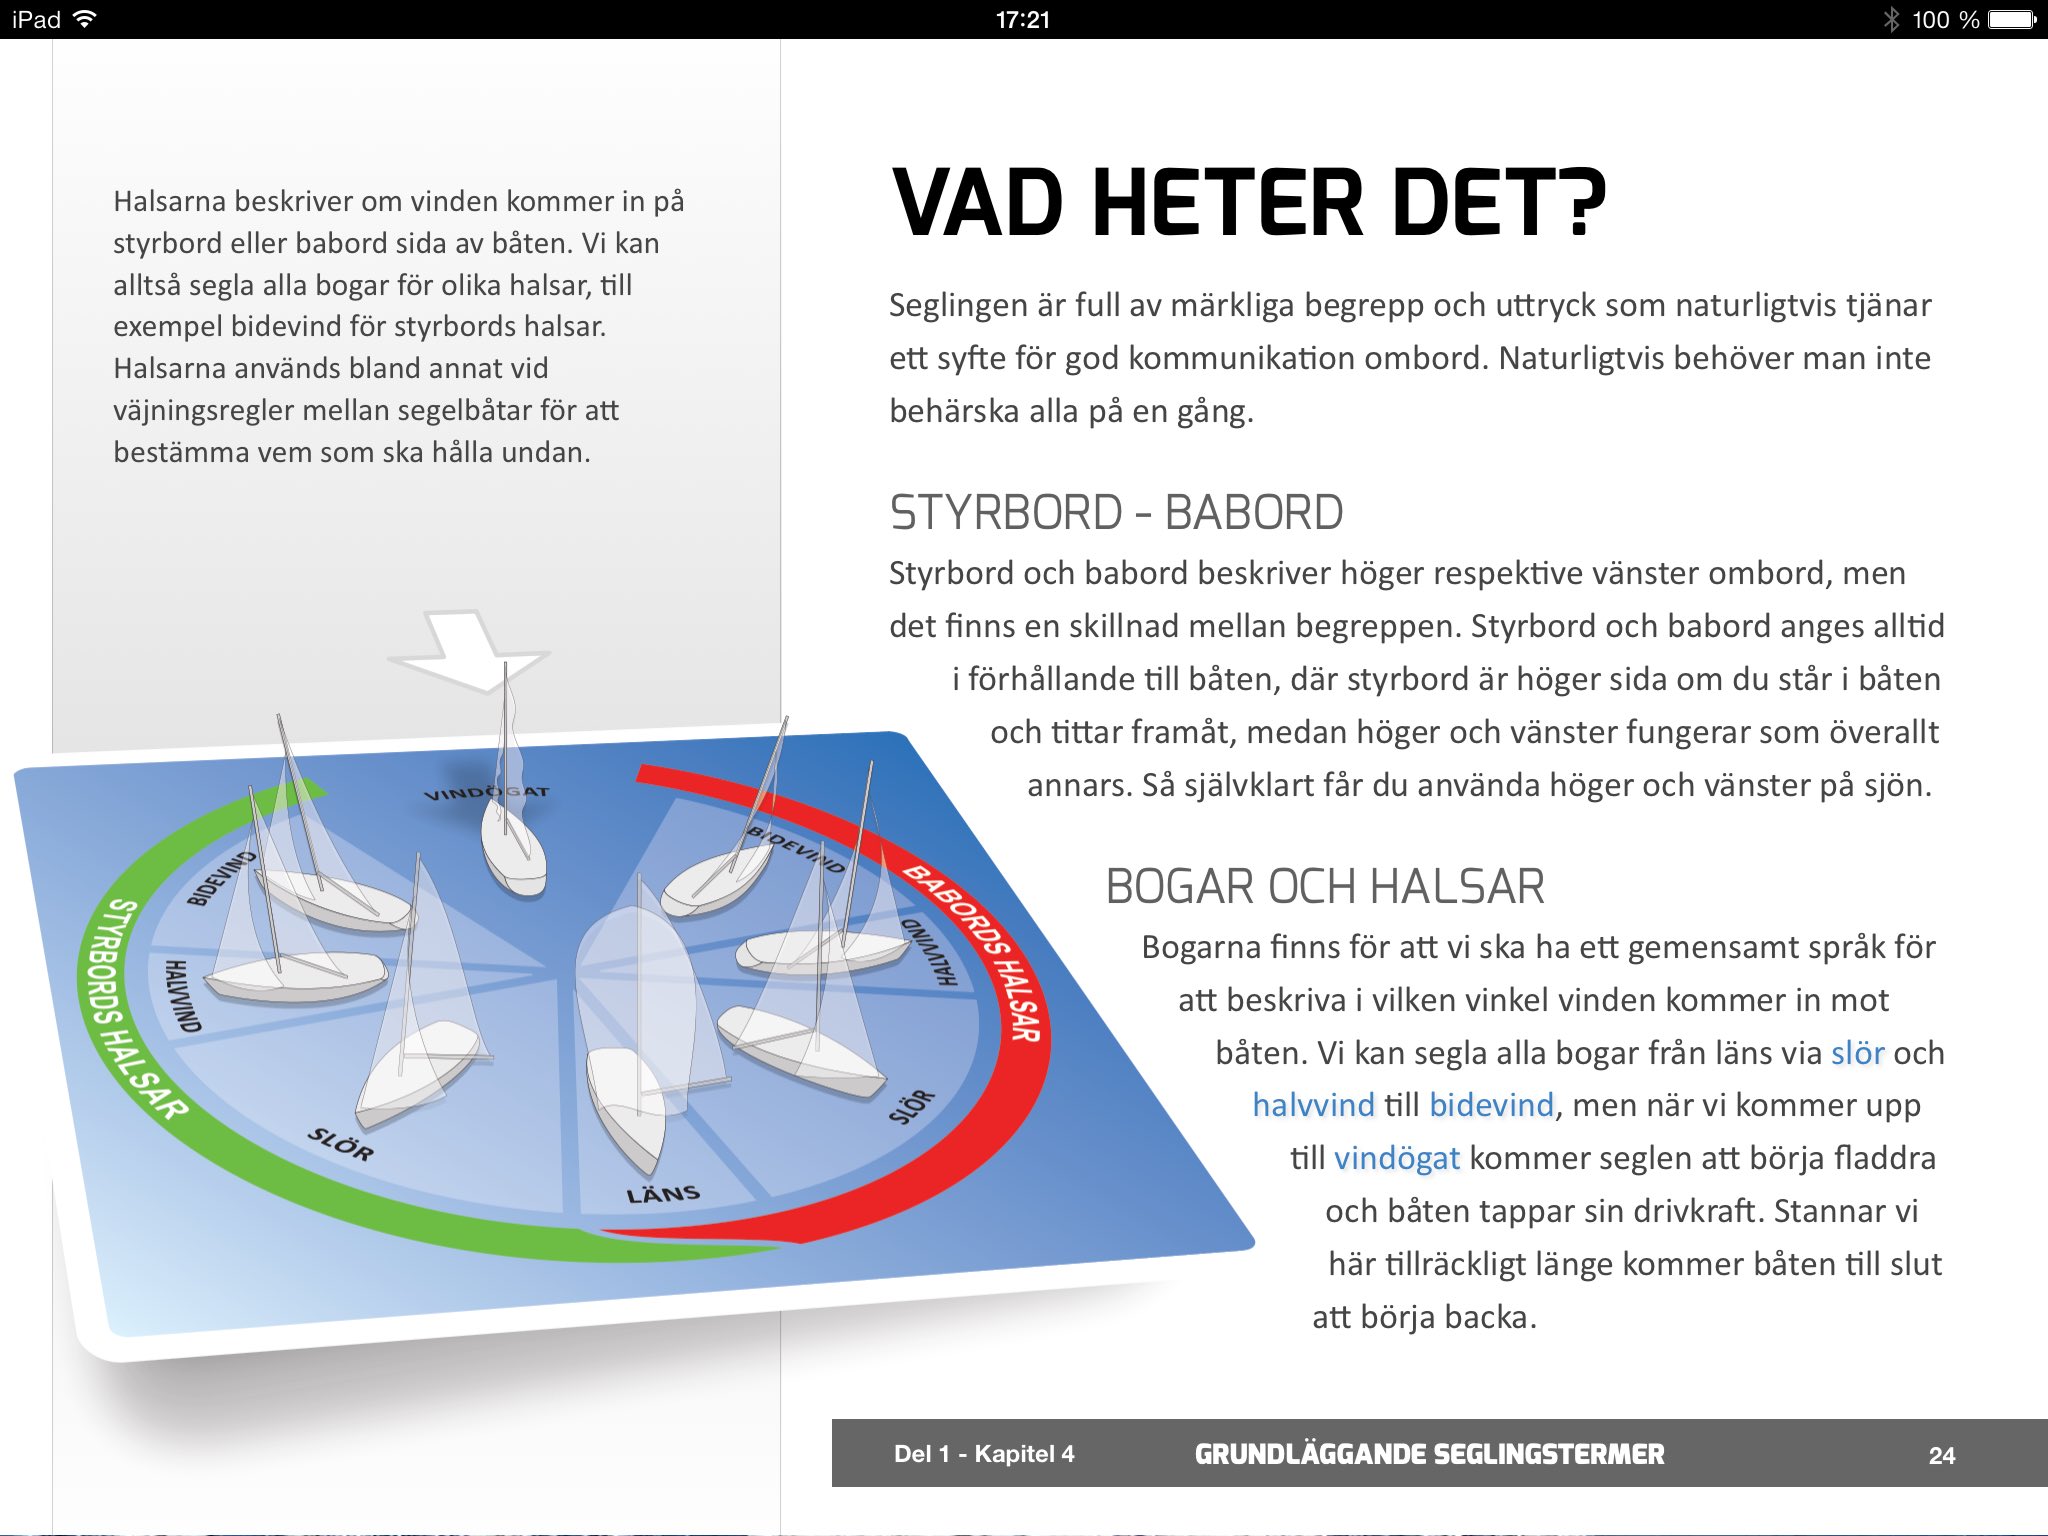 iPad
17:21
100 %
Halsarna beskriver om vinden kommer in på
styrbord eller babord sida av båten. Vi kan
alltså segla alla bogar för olika halsar, till
exempel bidevind för styrbords halsar.
Halsarna används bland annat vid
väjningsregler mellan segelbåtar för att
bestämma vem som ska hålla undan.
VINDÖGAT
BIDEVIND
BIDEVIND
STYRBORDS HALSAR
BABORDS HALSAR
HALVVIND
HALVVIND
SLÖR
SLÖR
LÄNS
VAD HETER DET?
Seglingen är full av märkliga begrepp och uttryck som naturligtvis tjänar
ett syfte för god kommunikation ombord. Naturligtvis behöver man inte
behärska alla på en gång.
STYRBORD - BABORD
Styrbord och babord beskriver höger respektive vänster ombord, men
det finns en skillnad mellan begreppen. Styrbord och babord anges alltid
i förhållande till båten, där styrbord är höger sida om du står i båten
och tittar framåt, medan höger och vänster fungerar som överallt
annars. Så självklart får du använda höger och vänster på sjön.
BOGAR OCH HALSAR
Bogarna finns för att vi ska ha ett gemensamt språk för
att beskriva i vilken vinkel vinden kommer in mot
båten. Vi kan segla alla bogar från läns via slör och
halvvind till bidevind, men när vi kommer upp
till vindögat kommer seglen att börja fladdra
och båten tappar sin drivkraft. Stannar vi
här tillräckligt länge kommer båten till slut
att börja backa.
Del 1 - Kapitel 4
GRUNDLÄGGANDE SEGLINGSTERMER
24